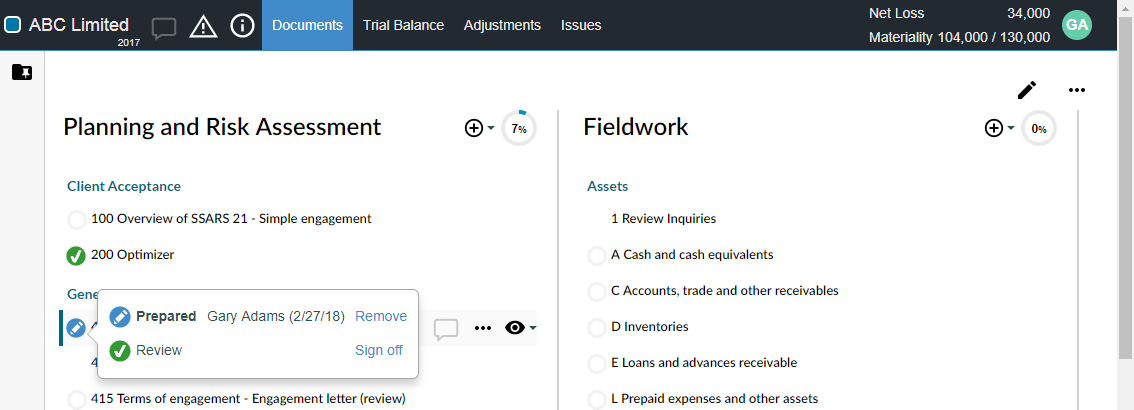 ABC Limited
2017
Documents
Trial Balance
Adjustments
Issues
Net Loss 34,000
Materiality 104,000 / 130,000
GA
Planning and Risk Assessment
7%
Client Acceptance
100 Overview of SSARS 21 - Simple engagement
200 Optimizer
Gene
Prepared Gary Adams (2/27/18) Remove
Review Sign off
4
415 Terms of engagement - Engagement letter (review)
Fieldwork
0%
Assets
1 Review Inquiries
A Cash and cash equivalents
C Accounts, trade and other receivables
D Inventories
E Loans and advances receivable
L Prepaid expenses and other assets